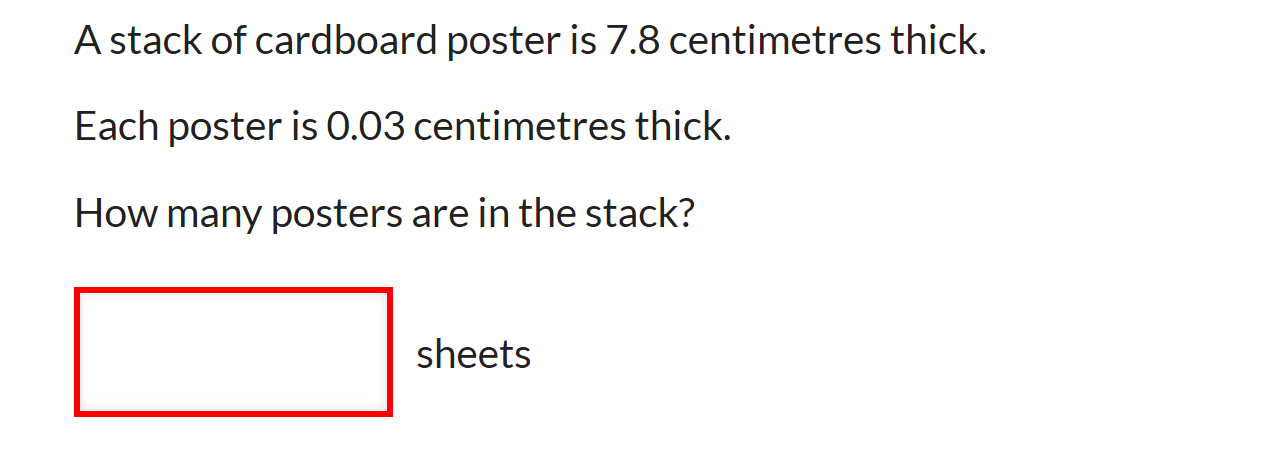 A stack of cardboard poster is 7.8 centimetres thick.
Each poster is 0.03 centimetres thick.
How many posters are in the stack?
sheets